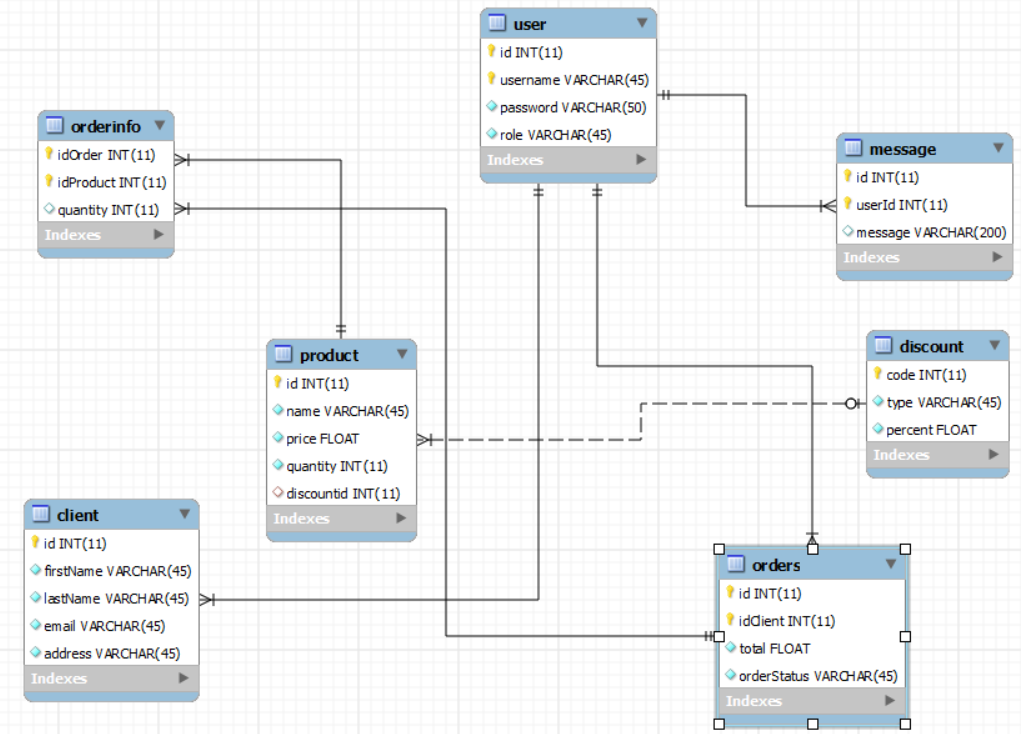 user
id INT(11)
username VARCHAR(45)
password VARCHAR(50)
role VARCHAR(45)
Indexes
orderinfo
idOrder INT(11)
idProduct INT(11)
quantity INT(11)
Indexes
message
id INT(11)
userId INT(11)
message VARCHAR(200)
Indexes
product
id INT(11)
name VARCHAR(45)
price FLOAT
quantity INT(11)
discountid INT(11)
Indexes
discount
code INT(11)
type VARCHAR(45)
percent FLOAT
Indexes
client
id INT(11)
firstName VARCHAR(45)
lastName VARCHAR(45)
email VARCHAR(45)
address VARCHAR(45)
Indexes
orders
id INT(11)
idClient INT(11)
total FLOAT
orderStatus VARCHAR(45)
Indexes